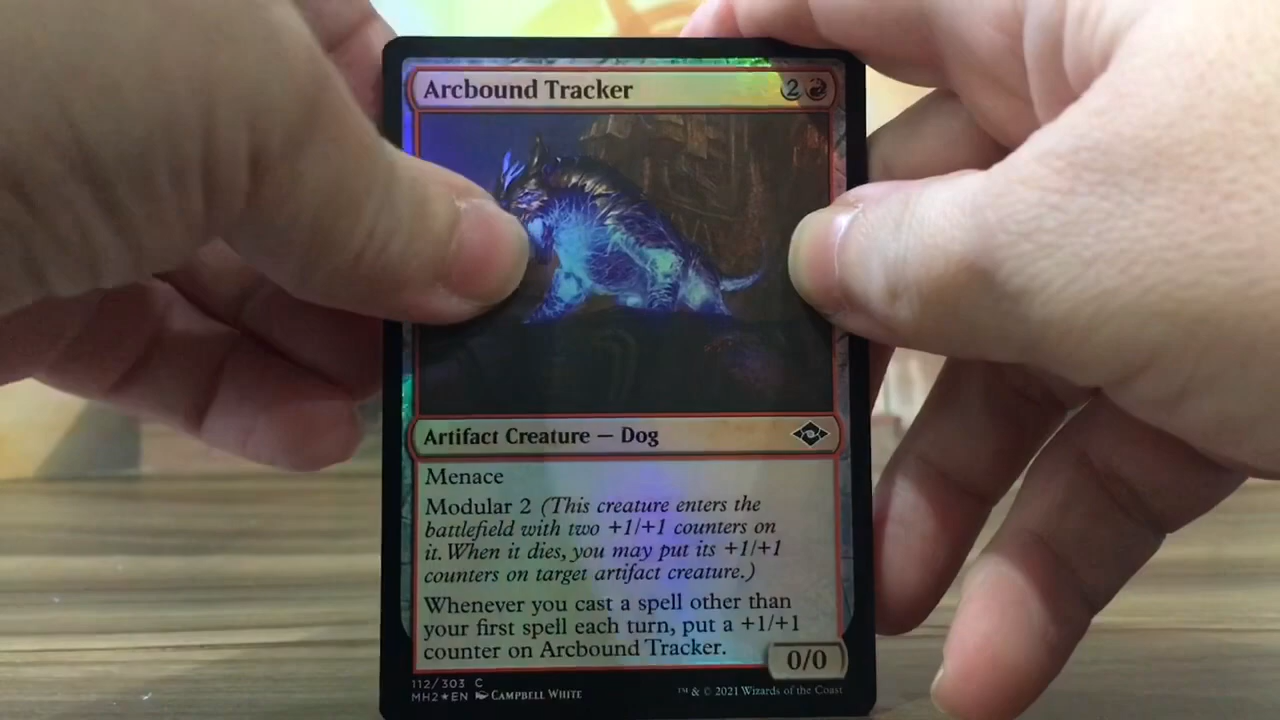 Arcbound Tracker 2
Artifact Creature — Dog
Menace
Modular 2 (This creature enters the
battlefield with two +1/+1 counters on
it. When it dies, you may put its +1/+1
counters on target artifact creature.)
Whenever you cast a spell other than
your first spell each turn, put a +1/+1
counter on Arcbound Tracker.
0/0
112/303 C
MH2★EN CAMPBELL WHITE
™ & © 2021 Wizards of the Coast